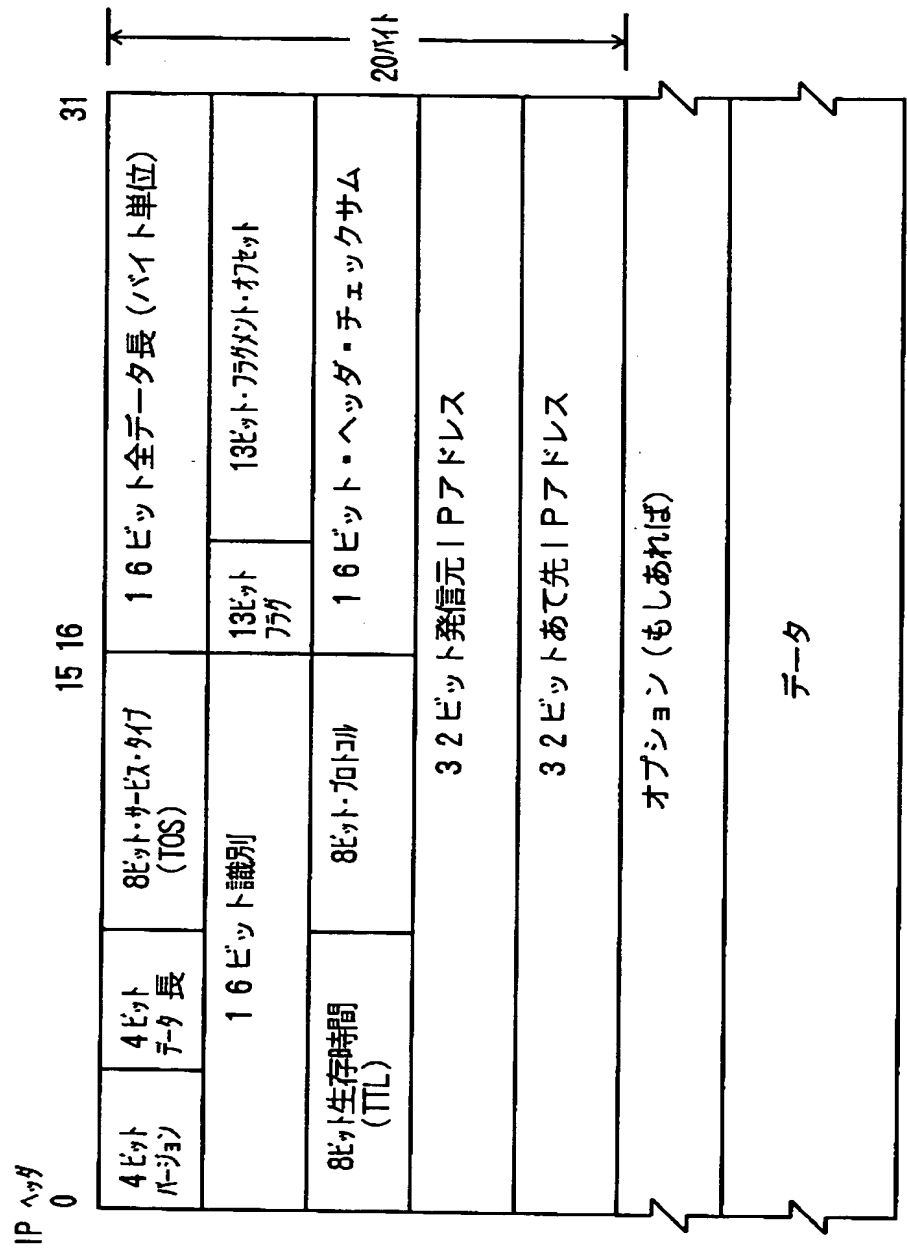 IP ヘッダ
0
15 16
31
4ビット
バージョン
4ビット
データ 長
8ビット・サービス・タイプ
(TOS)
16ビット全データ長(バイト単位)
16ビット識別
13ビット
フラグ
13ビット・フラグメント・オフセット
8ビット生存時間
(TTL)
8ビット・プロトコル
16ビット・ヘッダ・チェックサム
32ビット発信元IPアドレス
32ビットあて先IPアドレス
オプション(もしあれば)
データ
20バイト